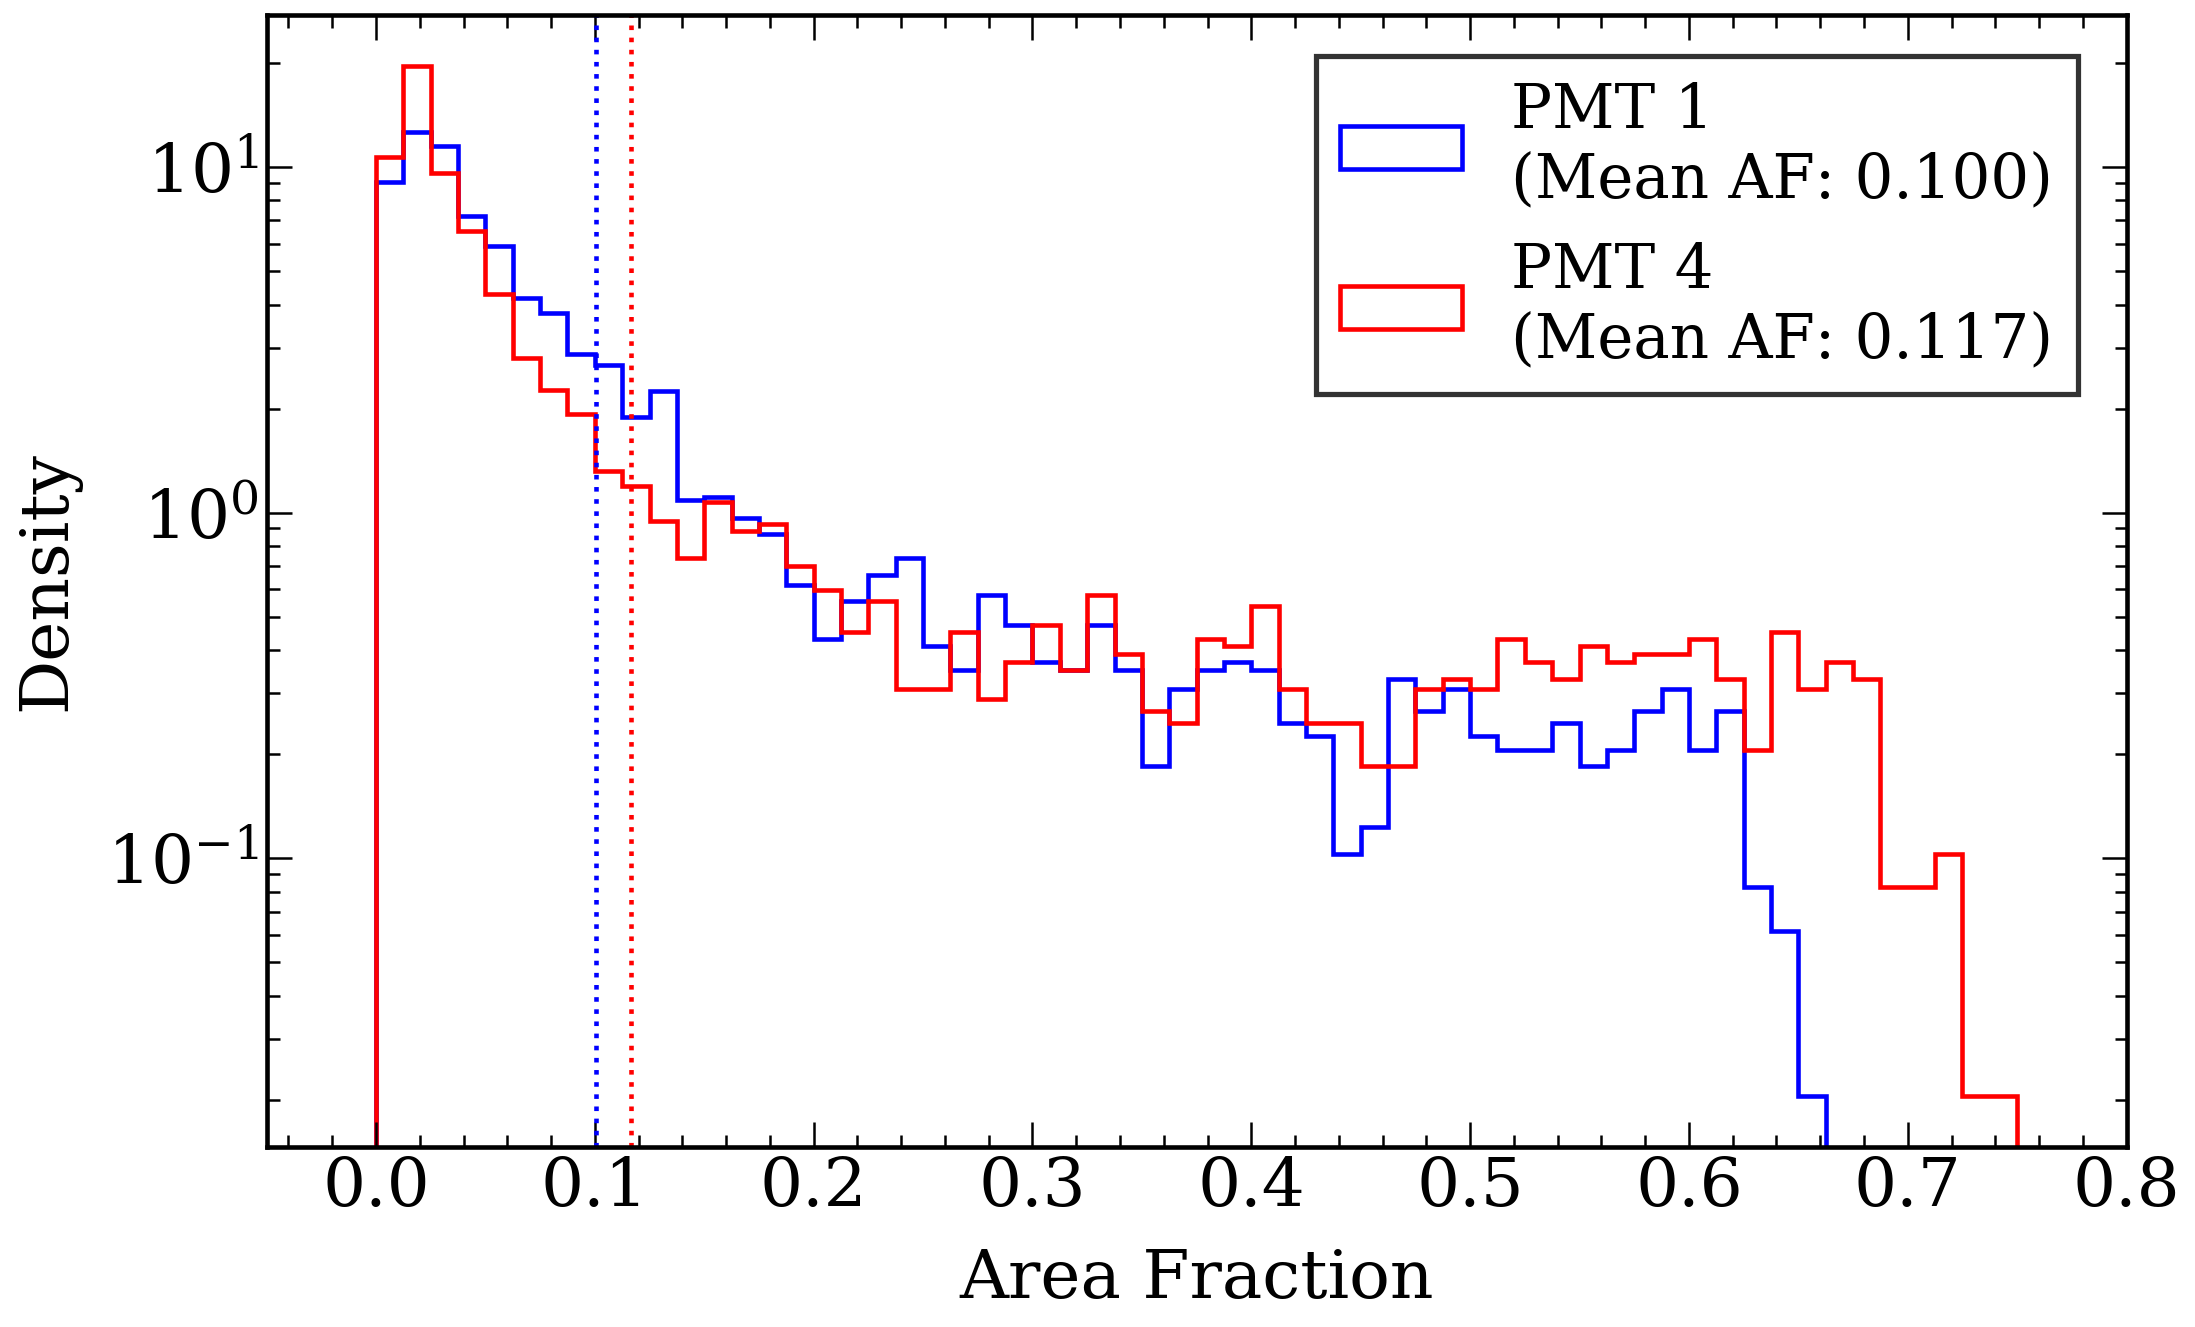 PMT 1
(Mean AF: 0.100)
PMT 4
(Mean AF: 0.117)
10¹
10⁰
10⁻¹
Density
0.0 0.1 0.2 0.3 0.4 0.5 0.6 0.7 0.8
Area Fraction